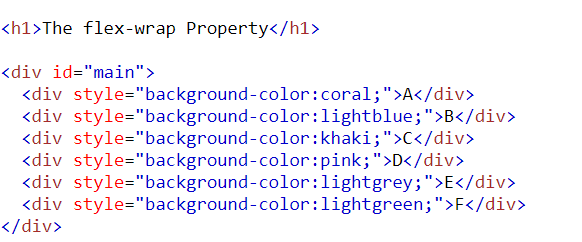 <h1>The flex-wrap Property</h1>
<div id="main">
  <div style="background-color:coral;">A</div>
  <div style="background-color:lightblue;">B</div>
  <div style="background-color:khaki;">C</div>
  <div style="background-color:pink;">D</div>
  <div style="background-color:lightgrey;">E</div>
  <div style="background-color:lightgreen;">F</div>
</div>